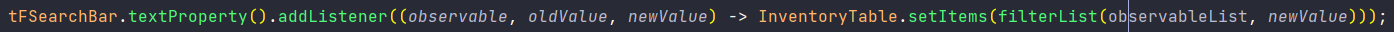 tFSearchBar.textProperty().addListener((observable, oldValue, newValue) -> InventoryTable.setItems(filterList(observableList, newValue)));